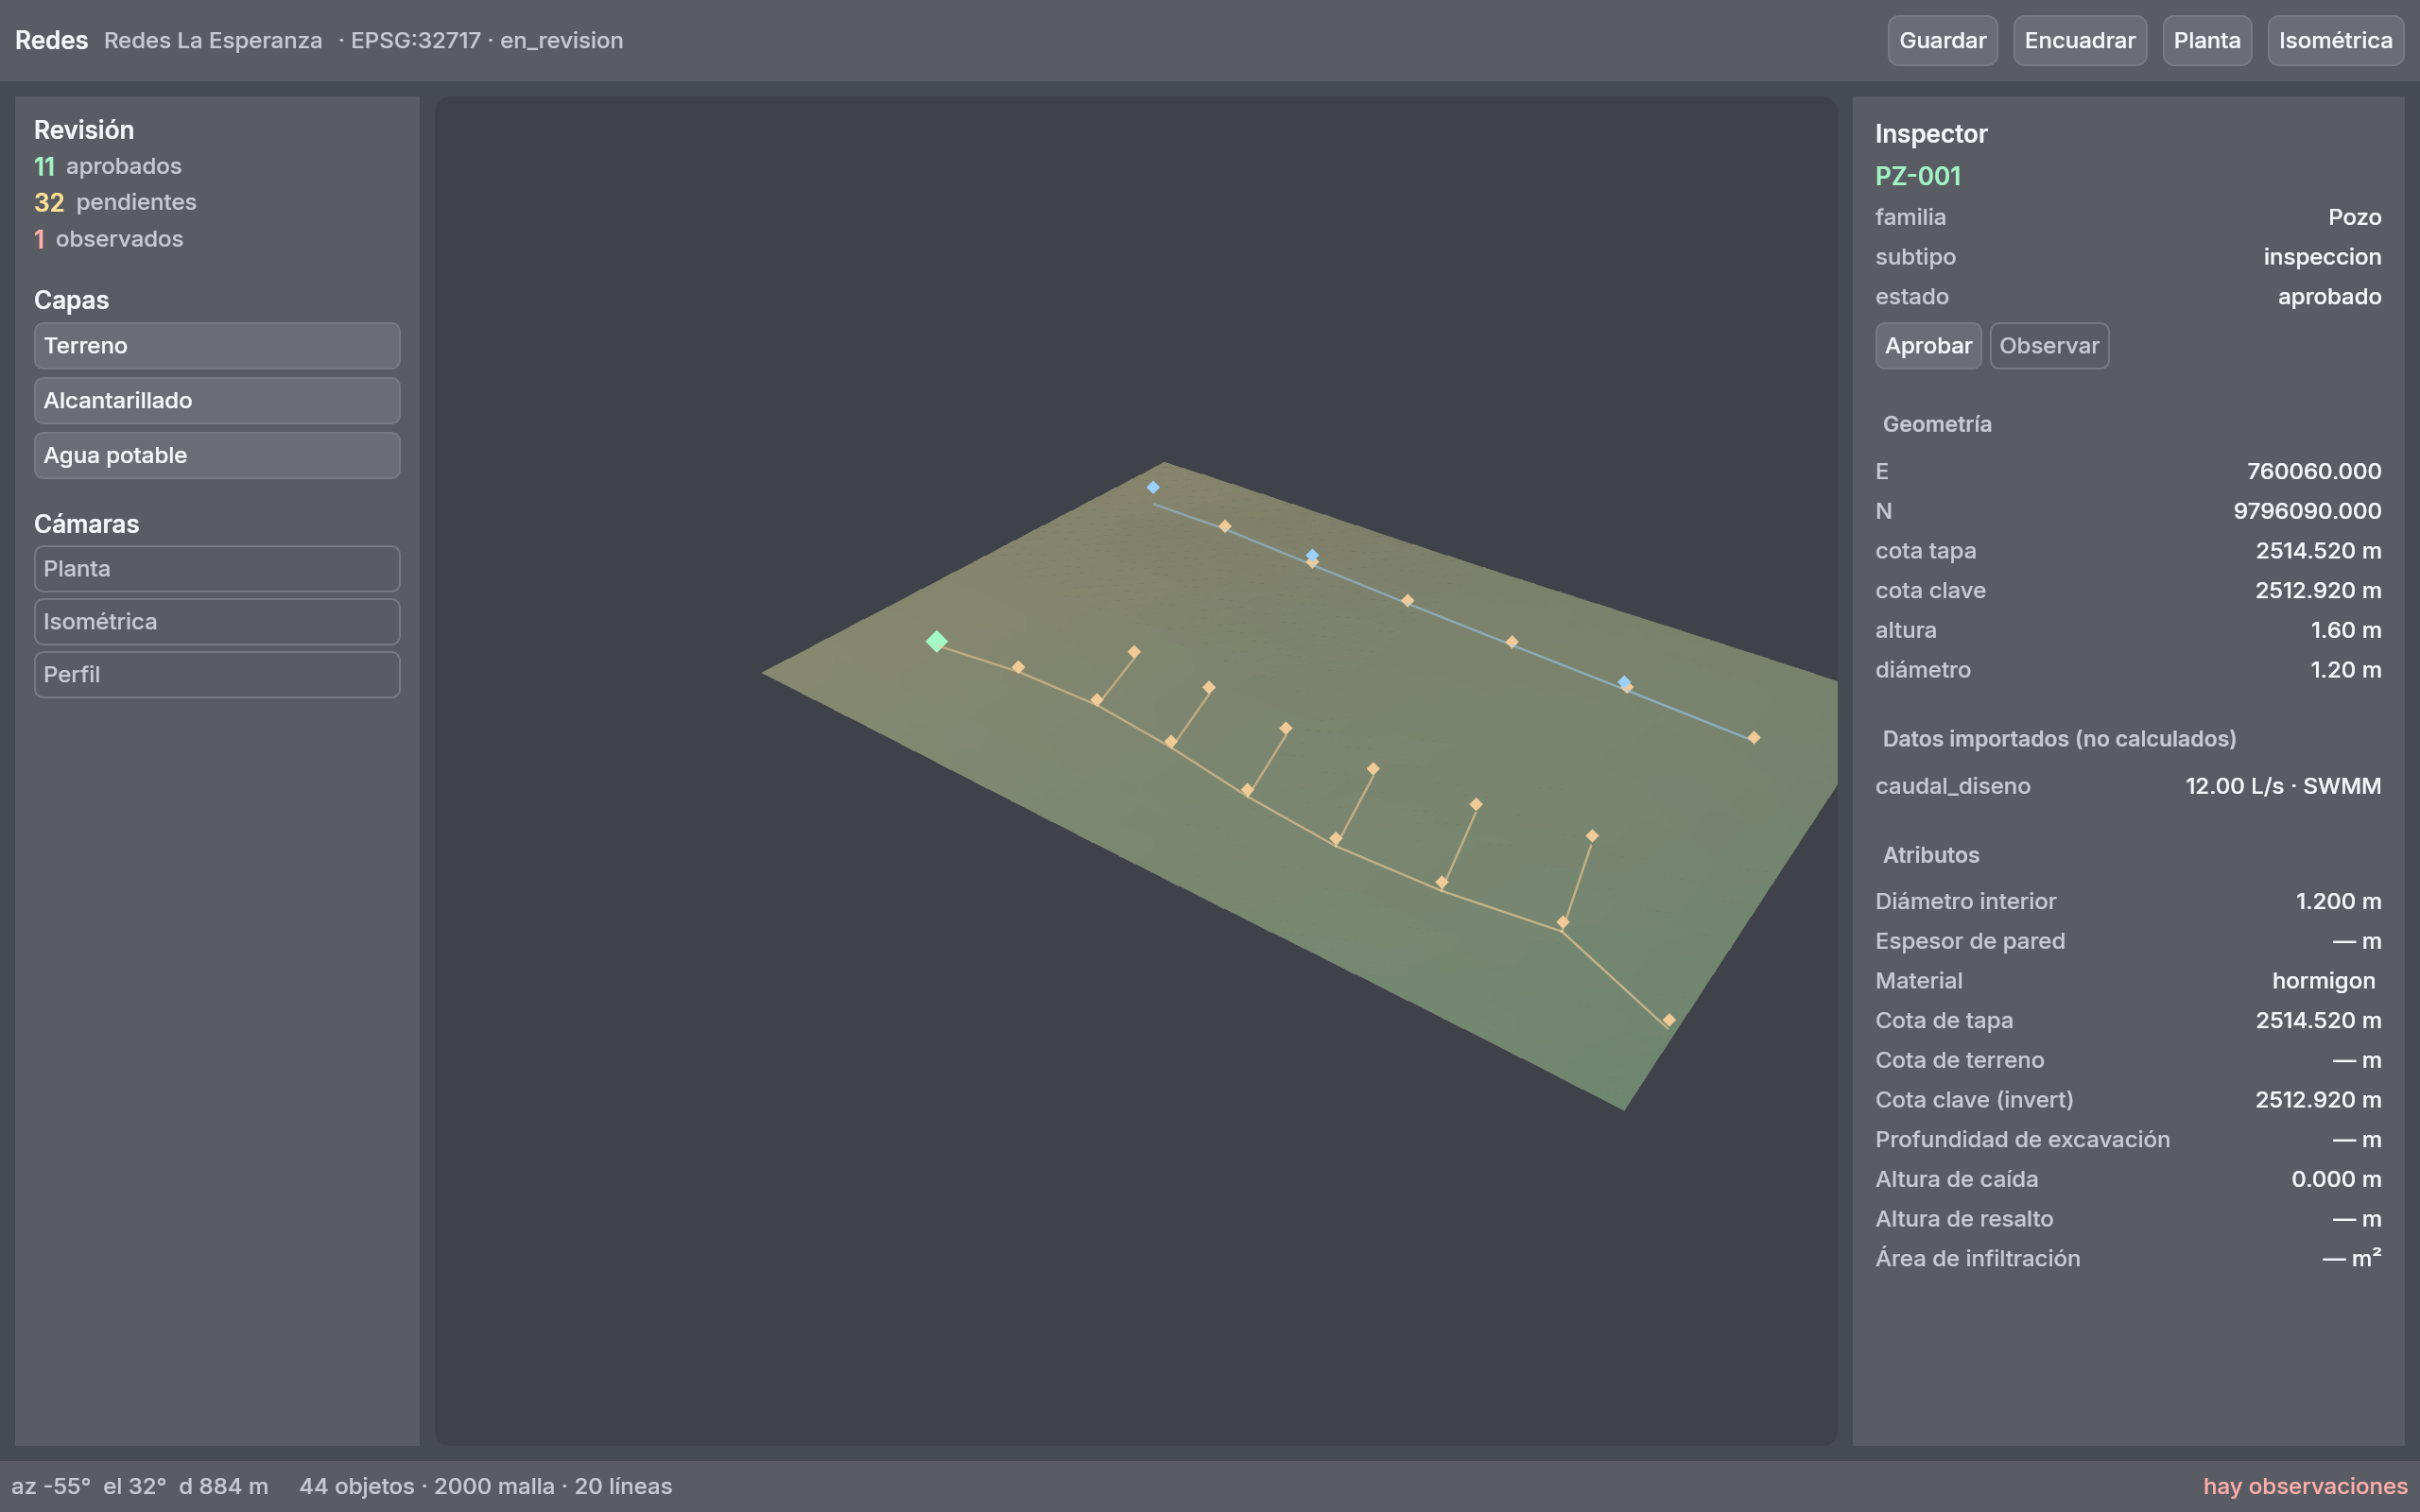 Redes Redes La Esperanza · EPSG:32717 · en_revision
Guardar
Encuadrar
Planta
Isométrica
Revisión
11 aprobados
32 pendientes
1 observados
Capas
Terreno
Alcantarillado
Agua potable
Cámaras
Planta
Isométrica
Perfil
Inspector
PZ-001
familia Pozo
subtipo inspeccion
estado aprobado
Aprobar Observar
Geometría
E 760060.000
N 9796090.000
cota tapa 2514.520 m
cota clave 2512.920 m
altura 1.60 m
diámetro 1.20 m
Datos importados (no calculados)
caudal_diseno 12.00 L/s · SWMM
Atributos
Diámetro interior 1.200 m
Espesor de pared — m
Material hormigon
Cota de tapa 2514.520 m
Cota de terreno — m
Cota clave (invert) 2512.920 m
Profundidad de excavación — m
Altura de caída 0.000 m
Altura de resalto — m
Área de infiltración — m²
az -55° el 32° d 884 m 44 objetos · 2000 malla · 20 líneas
hay observaciones